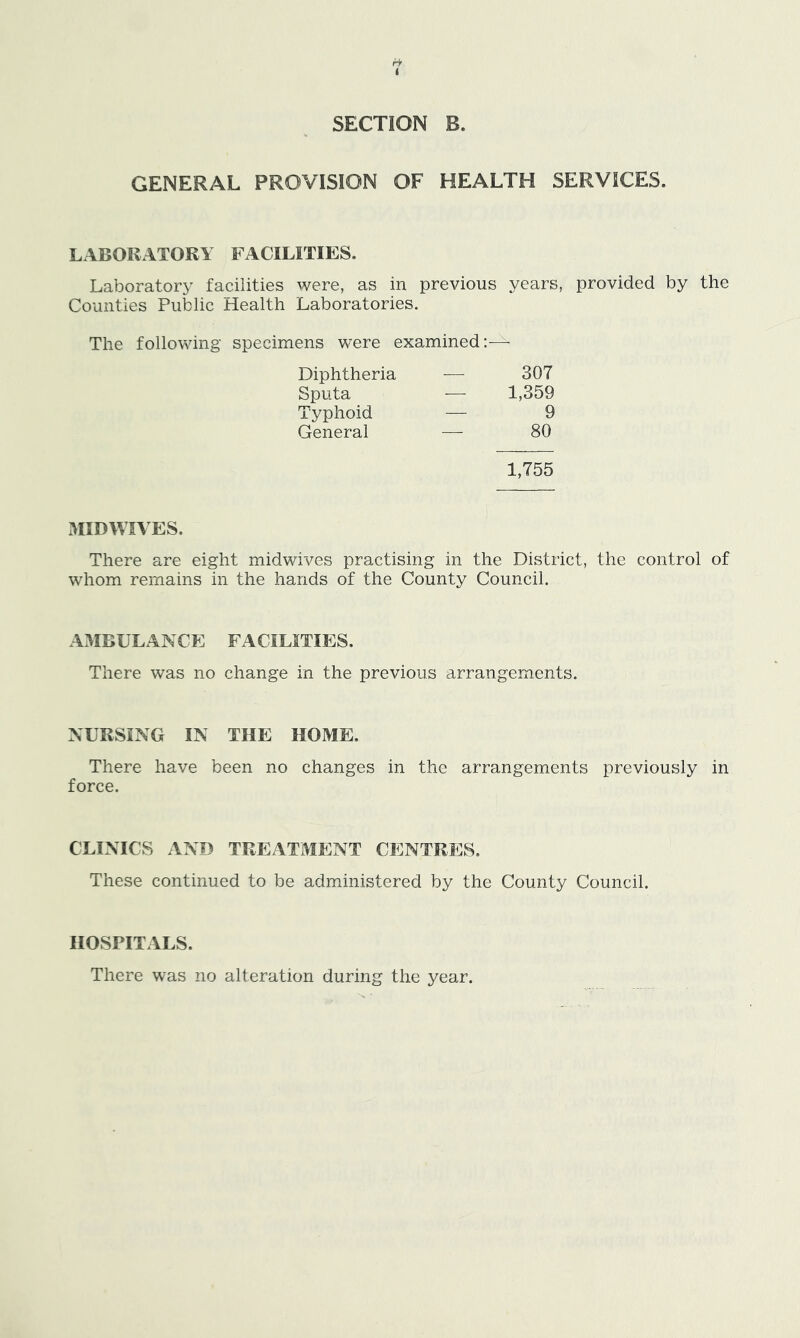 7
SECTION B.
GENERAL PROVISION OF HEALTH SERVICES.
LABORATORY FACILITIES.
Laboratory facilities were, as in previous years, provided by the
Counties Public Health Laboratories.
The following specimens were examined:—
Diphtheria — 307
Sputa — 1,359
Typhoid — 9
General — 80
1,755
MIDWIVES.
There are eight midwives practising in the District, the control of
whom remains in the hands of the County Council.
AMBULANCE FACILITIES.
There was no change in the previous arrangements.
NURSING IN THE HOME.
There have been no changes in the arrangements previously in
force.
CLINICS AND TREATMENT CENTRES.
These continued to be administered by the County Council.
HOSPITALS.
There was no alteration during the year.